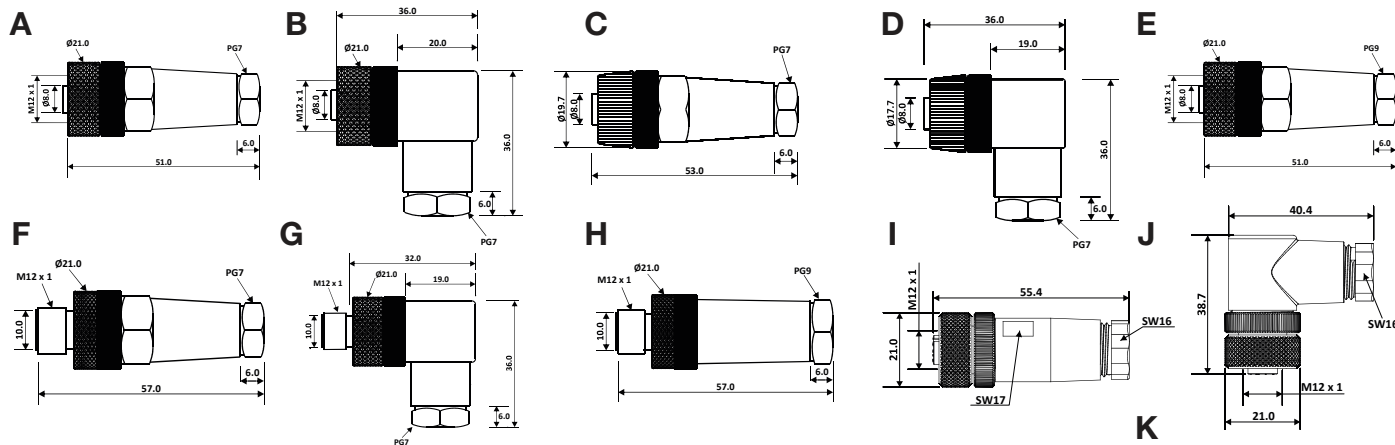 A
Ø21.0
PG7
M12 x 1
Ø8.0
6.0
51.0
B
36.0
20.0
Ø21.0
M12 x 1
Ø8.0
36.0
6.0
PG7
C
PG7
Ø19.7
Ø8.0
6.0
53.0
D
36.0
19.0
Ø17.7
Ø8.0
36.0
6.0
PG7
E
Ø21.0
PG9
M12 x 1
Ø8.0
6.0
51.0
F
M12 x 1
Ø21.0
PG7
10.0
6.0
57.0
G
32.0
M12 x 1
Ø21.0
19.0
10.0
36.0
6.0
PG7
H
M12 x 1
Ø21.0
PG9
10.0
6.0
57.0
I
M12 x 1
55.4
21.0
SW16
SW17
J
40.4
38.7
SW16
M12 x 1
21.0
K